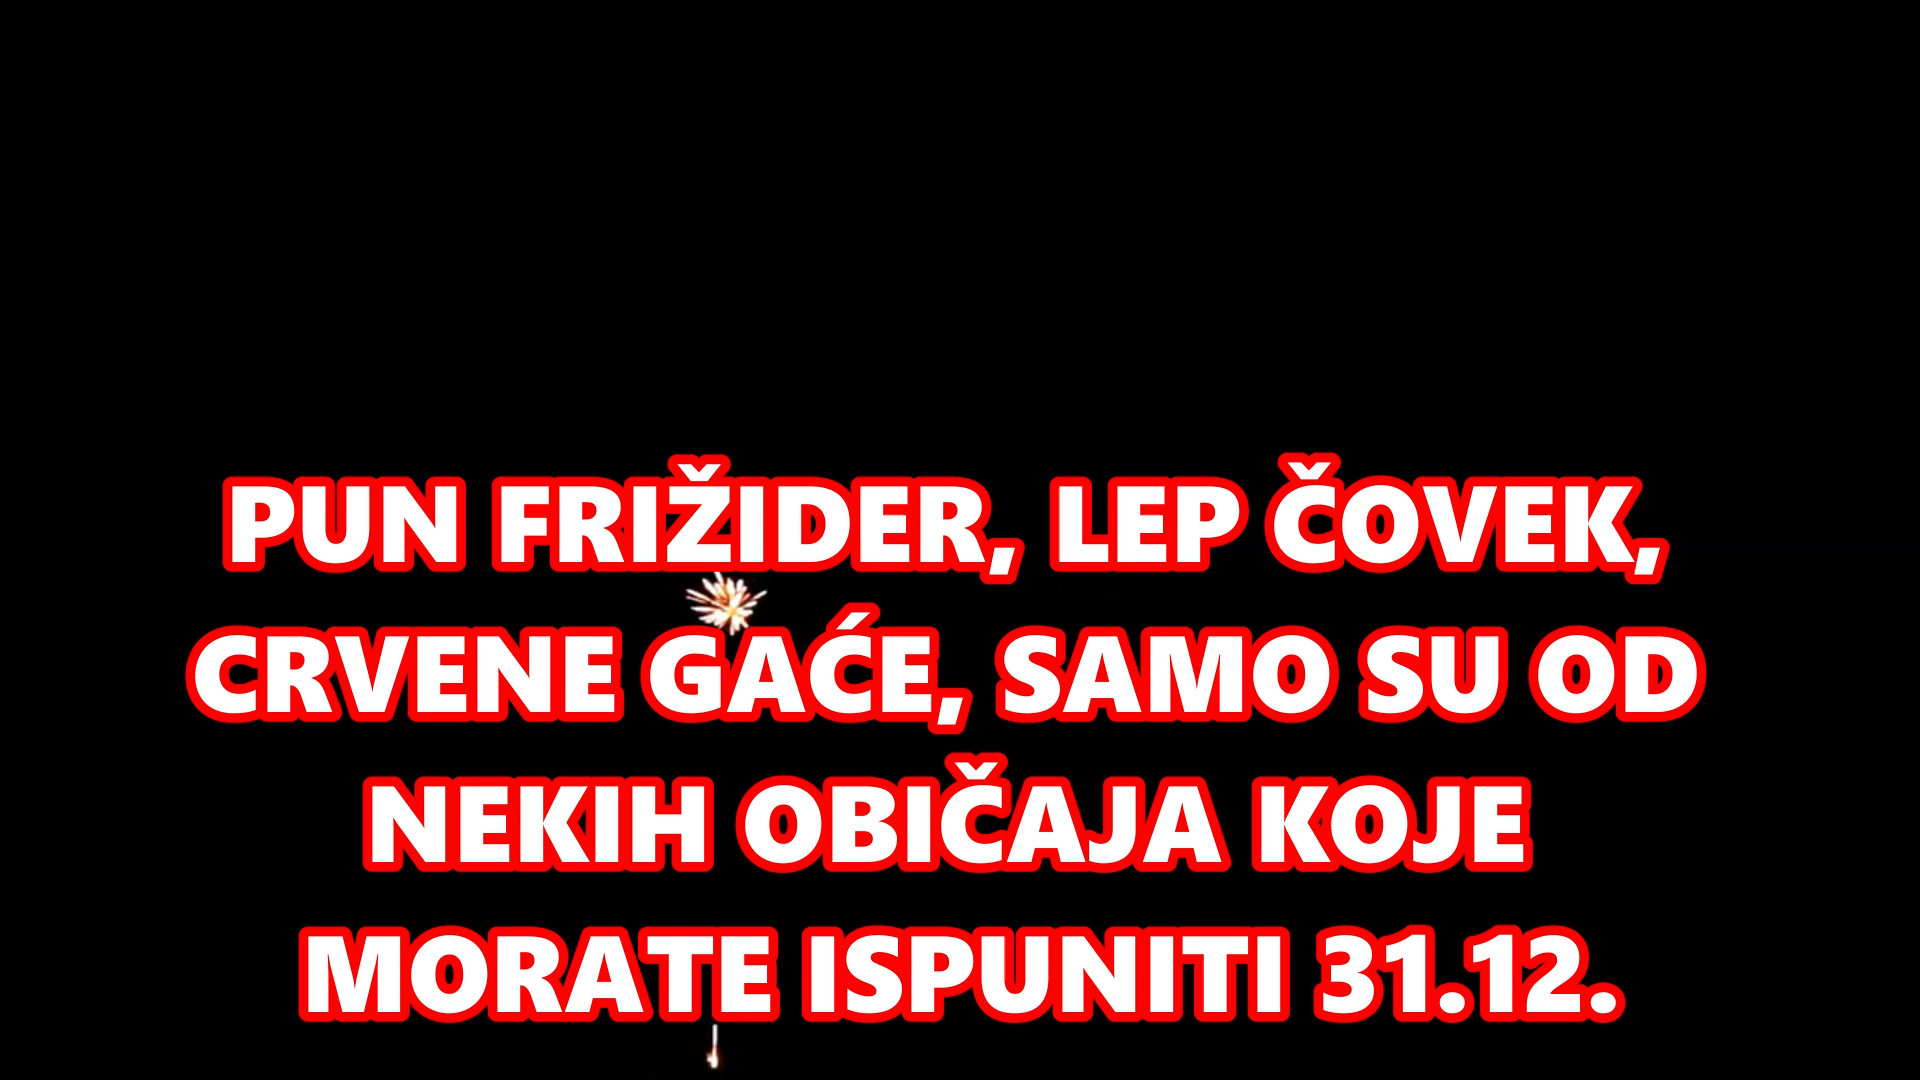 PUN FRIŽIDER, LEP ČOVEK,
CRVENE GAĆE, SAMO SU OD
NEKIH OBIČAJA KOJE
MORATE ISPUNITI 31.12.